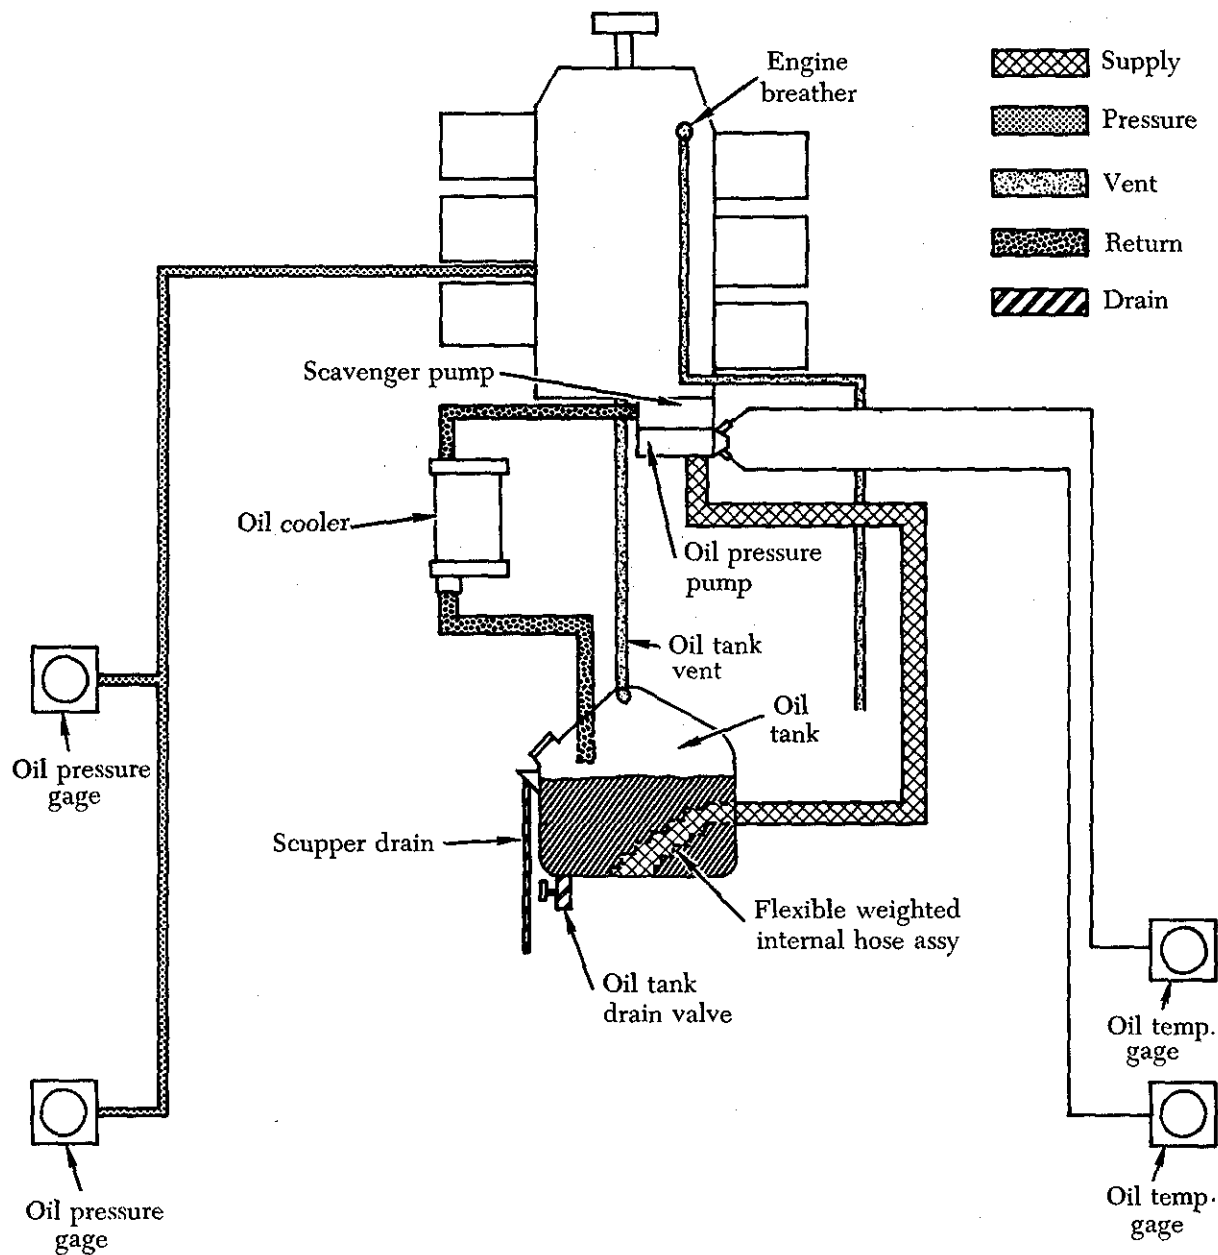 Engine
breather
Supply
Pressure
Vent
Return
Drain
Scavenger pump
Oil cooler
Oil pressure
pump
Oil tank
vent
Oil
tank
Oil pressure
gage
Scupper drain
Flexible weighted
internal hose assy
Oil tank
drain valve
Oil temp.
gage
Oil pressure
gage
Oil temp.
gage